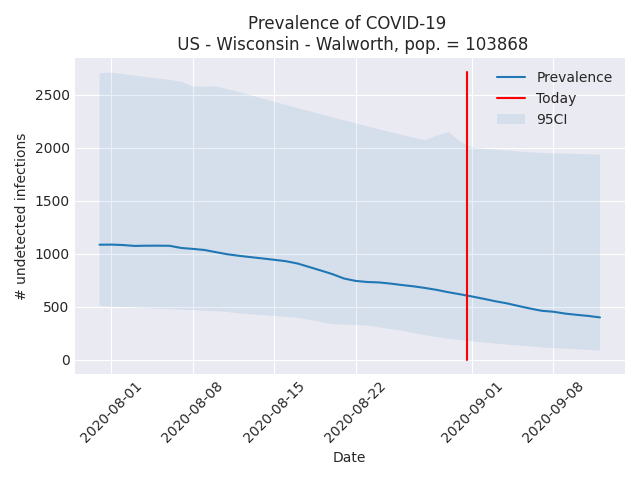 Prevalence of COVID-19
US - Wisconsin - Walworth, pop. = 103868
Prevalence
Today
95CI
# undetected infections
2500
2000
1500
1000
500
0
2020-08-01
2020-08-08
2020-08-15
2020-08-22
2020-09-01
2020-09-08
Date